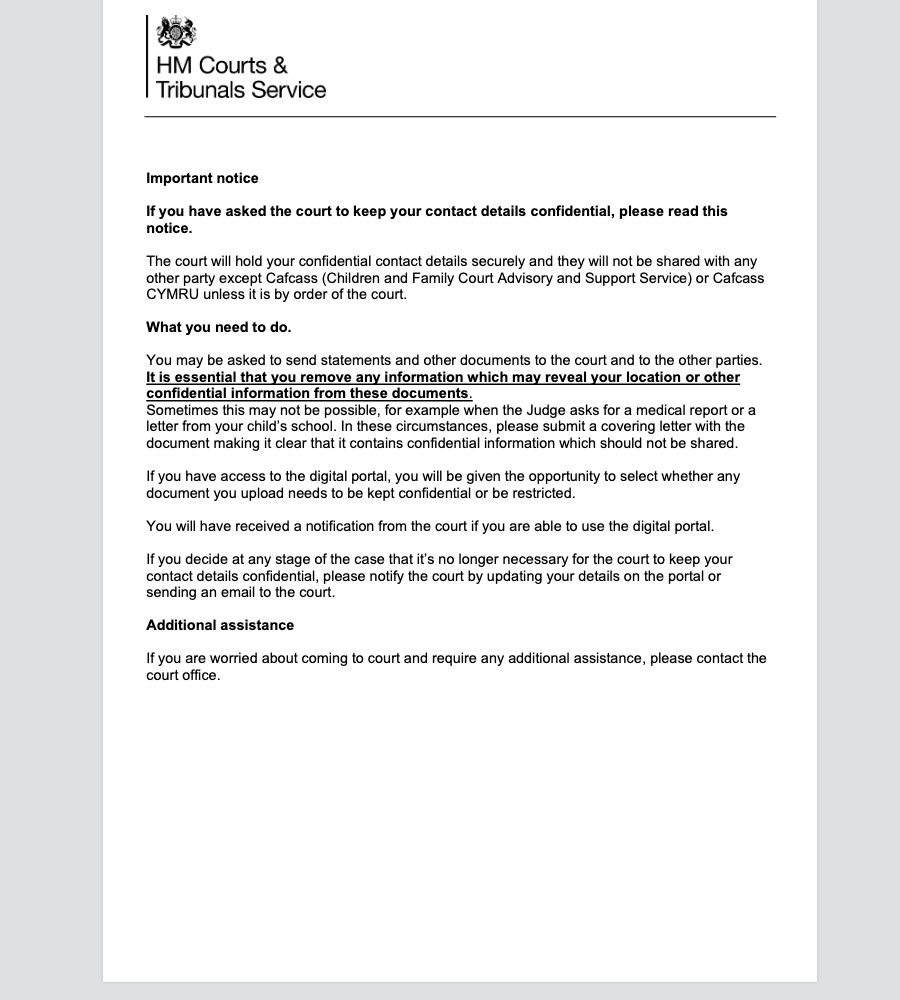 HM Courts &
Tribunals Service
Important notice
If you have asked the court to keep your contact details confidential, please read this
notice.
The court will hold your confidential contact details securely and they will not be shared with any
other party except Cafcass (Children and Family Court Advisory and Support Service) or Cafcass
CYMRU unless it is by order of the court.
What you need to do.
You may be asked to send statements and other documents to the court and to the other parties.
It is essential that you remove any information which may reveal your location or other
confidential information from these documents.
Sometimes this may not be possible, for example when the Judge asks for a medical report or a
letter from your child’s school. In these circumstances, please submit a covering letter with the
document making it clear that it contains confidential information which should not be shared.
If you have access to the digital portal, you will be given the opportunity to select whether any
document you upload needs to be kept confidential or be restricted.
You will have received a notification from the court if you are able to use the digital portal.
If you decide at any stage of the case that it’s no longer necessary for the court to keep your
contact details confidential, please notify the court by updating your details on the portal or
sending an email to the court.
Additional assistance
If you are worried about coming to court and require any additional assistance, please contact the
court office.